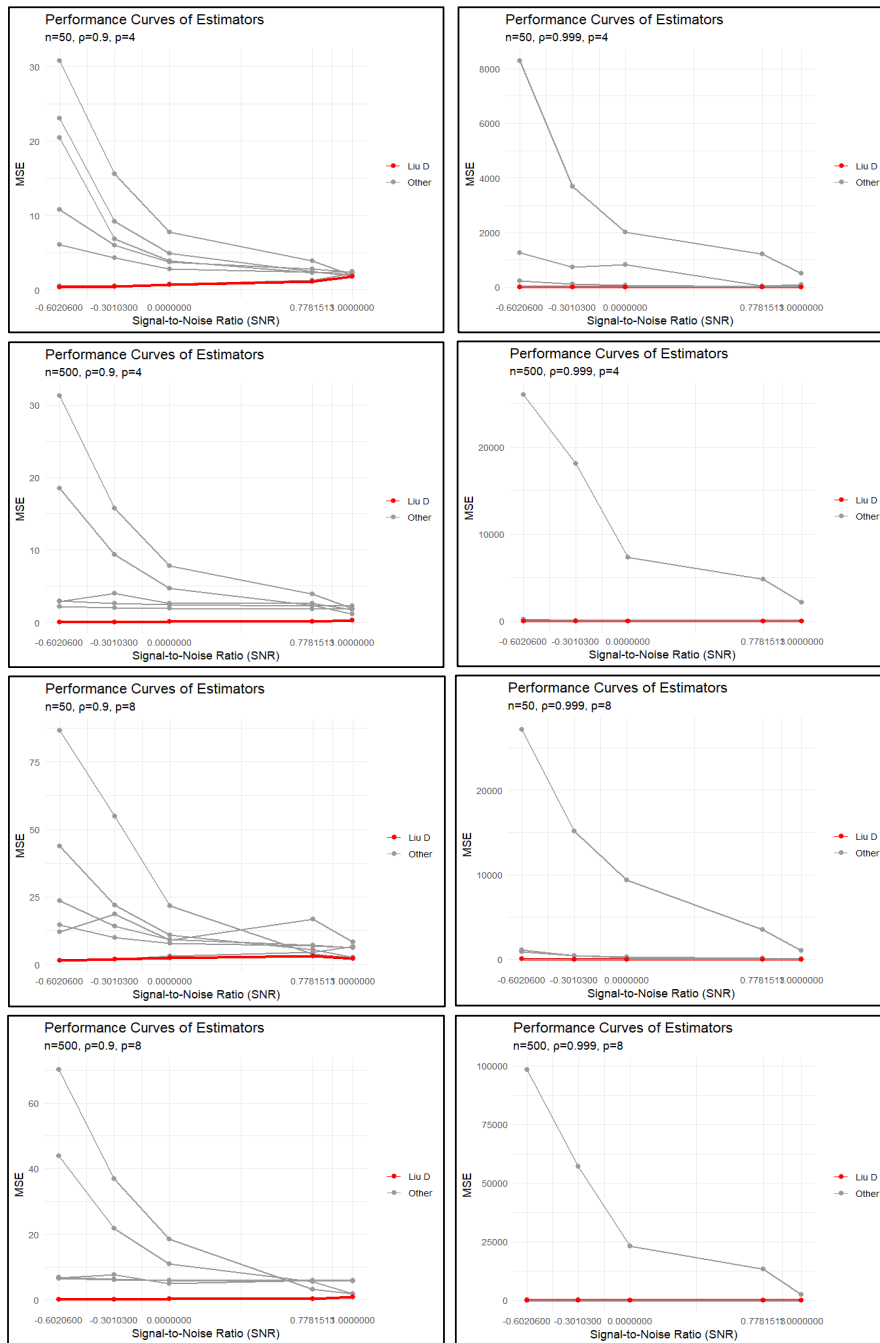 Performance Curves of Estimators
n=50, ρ=0.9, p=4
30
20
10
0
MSE
-0.6020600 -0.3010300 0.0000000 0.7781513 1.0000000
Signal-to-Noise Ratio (SNR)
Liu D
Other
Performance Curves of Estimators
n=50, ρ=0.999, p=4
8000
6000
4000
2000
0
MSE
-0.6020600 -0.3010300 0.0000000 0.7781513 1.0000000
Signal-to-Noise Ratio (SNR)
Liu D
Other
Performance Curves of Estimators
n=500, ρ=0.9, p=4
30
20
10
0
MSE
-0.6020600 -0.3010300 0.0000000 0.7781513 1.0000000
Signal-to-Noise Ratio (SNR)
Liu D
Other
Performance Curves of Estimators
n=500, ρ=0.999, p=4
20000
10000
0
MSE
-0.6020600 -0.3010300 0.0000000 0.7781513 1.0000000
Signal-to-Noise Ratio (SNR)
Liu D
Other
Performance Curves of Estimators
n=50, ρ=0.9, p=8
75
50
25
0
MSE
-0.6020600 -0.3010300 0.0000000 0.7781513 1.0000000
Signal-to-Noise Ratio (SNR)
Liu D
Other
Performance Curves of Estimators
n=50, ρ=0.999, p=8
20000
10000
0
MSE
-0.6020600 -0.3010300 0.0000000 0.7781513 1.0000000
Signal-to-Noise Ratio (SNR)
Liu D
Other
Performance Curves of Estimators
n=500, ρ=0.9, p=8
60
40
20
0
MSE
-0.6020600 -0.3010300 0.0000000 0.7781513 1.0000000
Signal-to-Noise Ratio (SNR)
Liu D
Other
Performance Curves of Estimators
n=500, ρ=0.999, p=8
100000
75000
50000
25000
0
MSE
-0.6020600 -0.3010300 0.0000000 0.7781513 1.0000000
Signal-to-Noise Ratio (SNR)
Liu D
Other